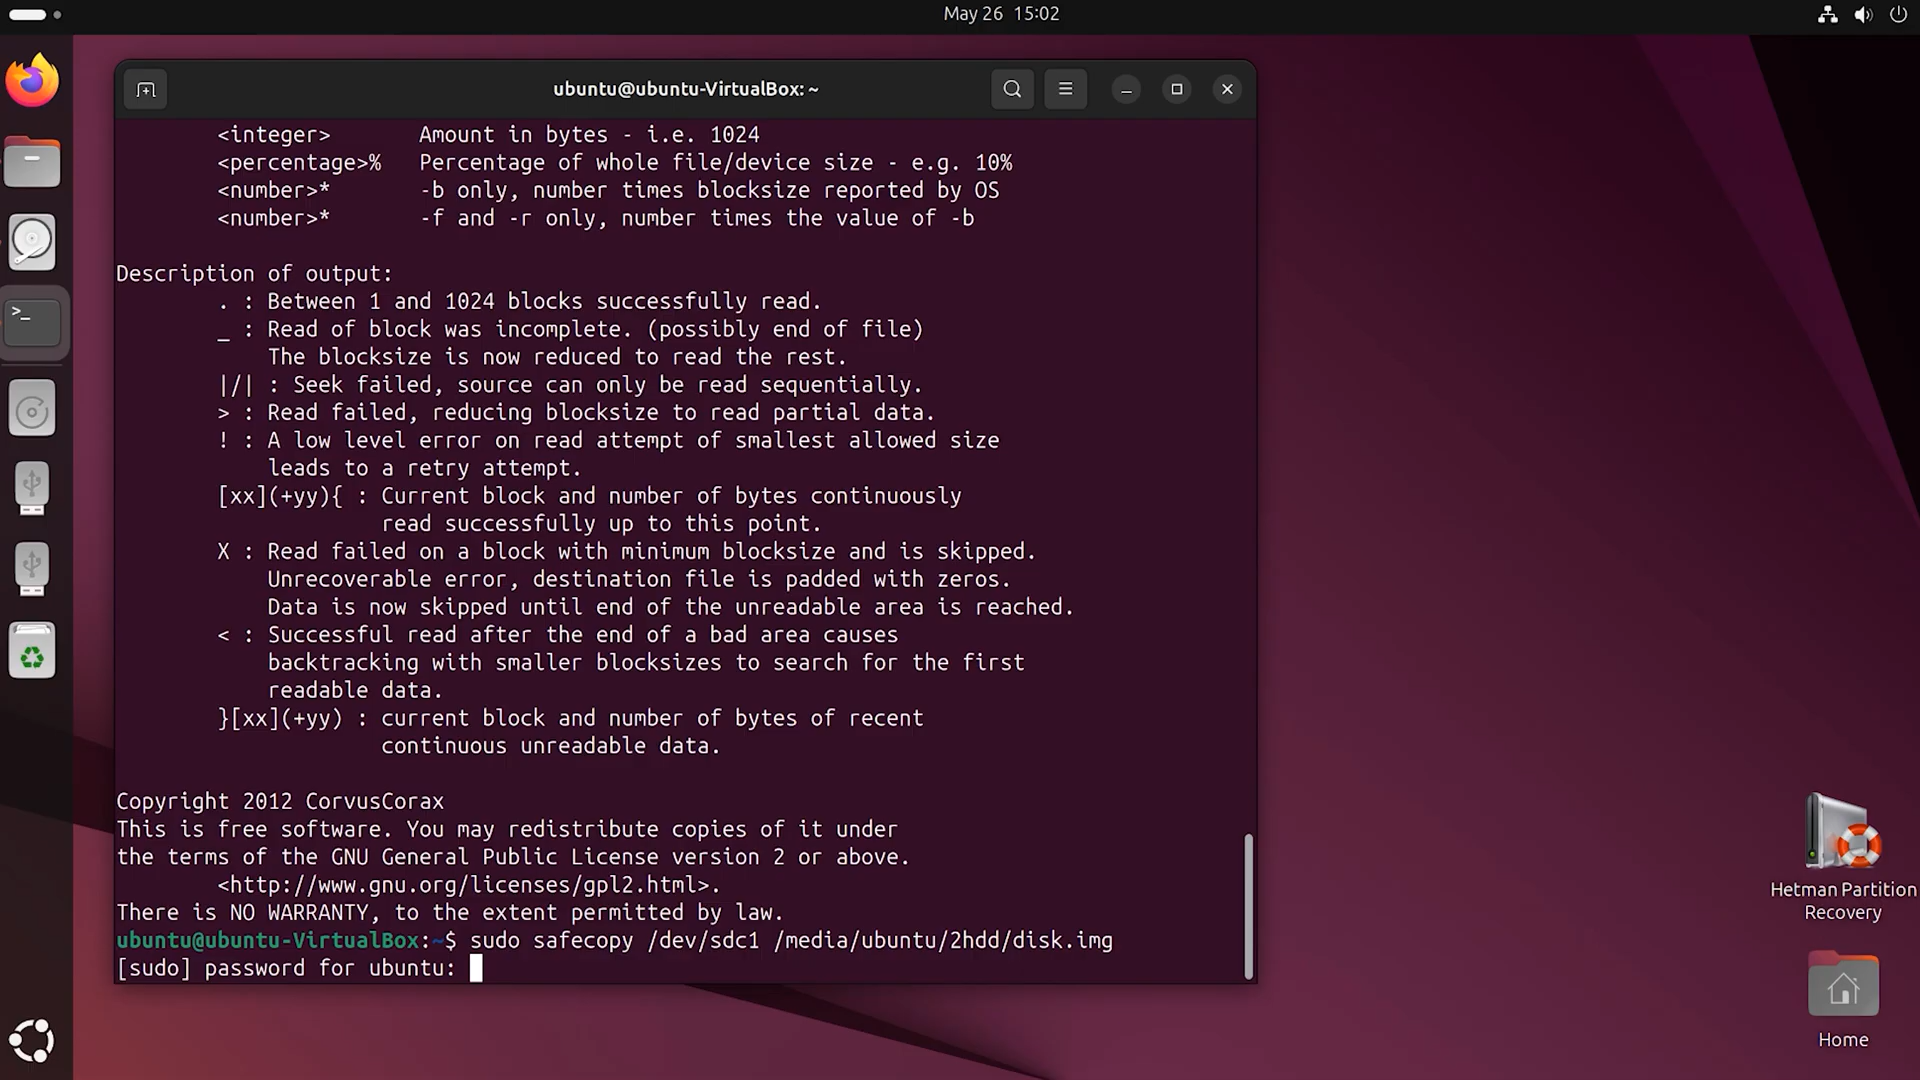 May 26 15:02
ubuntu@ubuntu-VirtualBox: ~
<integer> Amount in bytes - i.e. 1024
<percentage>% Percentage of whole file/device size - e.g. 10%
<number>* -b only, number times blocksize reported by OS
<number>* -f and -r only, number times the value of -b
Description of output:
. : Between 1 and 1024 blocks successfully read.
_ : Read of block was incomplete. (possibly end of file)
The blocksize is now reduced to read the rest.
|/| : Seek failed, source can only be read sequentially.
> : Read failed, reducing blocksize to read partial data.
! : A low level error on read attempt of smallest allowed size
leads to a retry attempt.
[xx](+yy){ : Current block and number of bytes continuously
read successfully up to this point.
X : Read failed on a block with minimum blocksize and is skipped.
Unrecoverable error, destination file is padded with zeros.
Data is now skipped until end of the unreadable area is reached.
< : Successful read after the end of a bad area causes
backtracking with smaller blocksizes to search for the first
readable data.
}[xx](+yy) : current block and number of bytes of recent
continuous unreadable data.
Copyright 2012 CorvusCorax
This is free software. You may redistribute copies of it under
the terms of the GNU General Public License version 2 or above.
<http://www.gnu.org/licenses/gpl2.html>.
There is NO WARRANTY, to the extent permitted by law.
ubuntu@ubuntu-VirtualBox:~$ sudo safecopy /dev/sdc1 /media/ubuntu/2hdd/disk.img
[sudo] password for ubuntu:
Hetman Partition
Recovery
Home